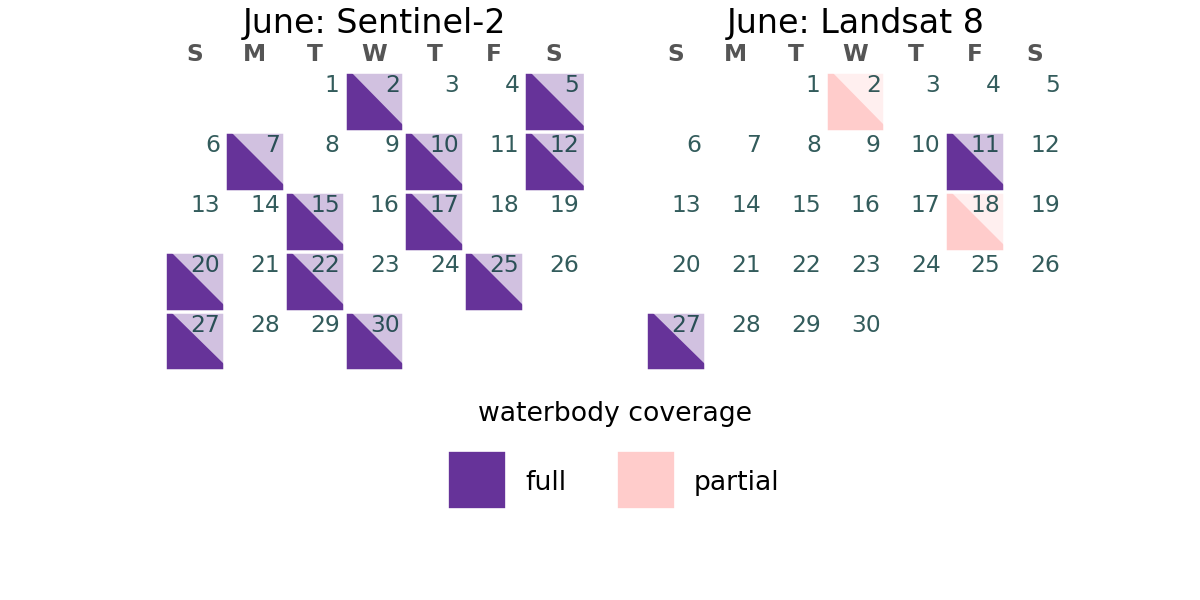 June: Sentinel-2
S M T W T F S
1 2 3 4 5
6 7 8 9 10 11 12
13 14 15 16 17 18 19
20 21 22 23 24 25 26
27 28 29 30
June: Landsat 8
S M T W T F S
1 2 3 4 5
6 7 8 9 10 11 12
13 14 15 16 17 18 19
20 21 22 23 24 25 26
27 28 29 30
waterbody coverage
full
partial